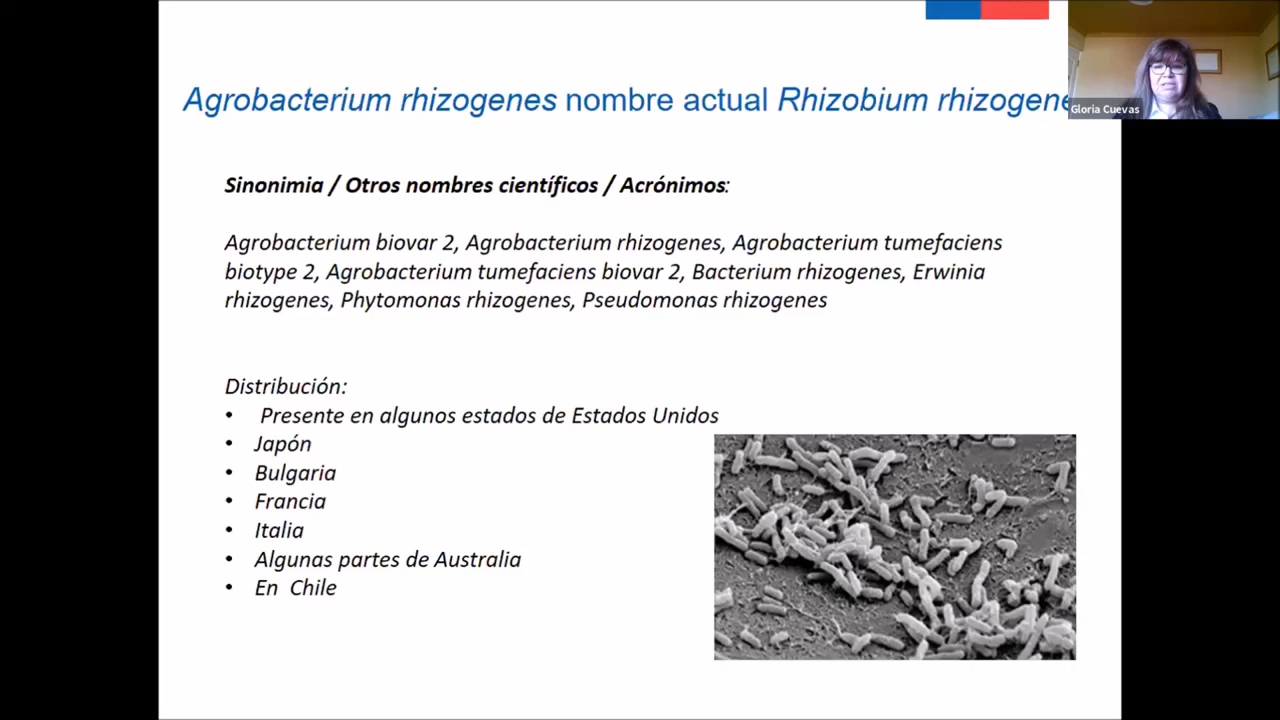 Agrobacterium rhizogenes nombre actual Rhizobium rhizogene
Gloria Cuevas
Sinonimia / Otros nombres científicos / Acrónimos:
Agrobacterium biovar 2, Agrobacterium rhizogenes, Agrobacterium tumefaciens
biotype 2, Agrobacterium tumefaciens biovar 2, Bacterium rhizogenes, Erwinia
rhizogenes, Phytomonas rhizogenes, Pseudomonas rhizogenes
Distribución:
• Presente en algunos estados de Estados Unidos
• Japón
• Bulgaria
• Francia
• Italia
• Algunas partes de Australia
• En Chile